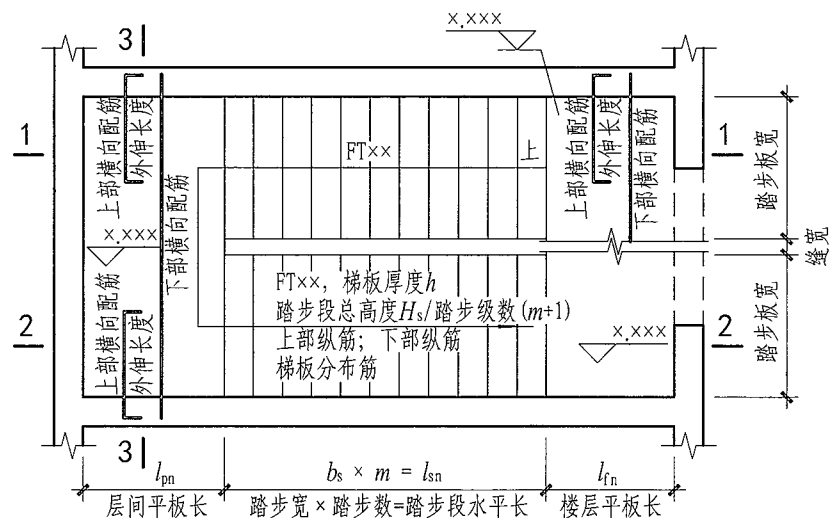 3
x.xxx
1
上部横向配筋
外伸长度
下部横向配筋
FT××
上
上部横向配筋
外伸长度
下部横向配筋
1
踏步板宽
缝宽
x.xxx
2
上部横向配筋
外伸长度
FT××，梯板厚度h
踏步段总高度Hs/踏步级数(m+1)
上部纵筋；下部纵筋
梯板分布筋
x.xxx
2
踏步板宽
3
lpn
bs × m = lsn
lfn
层间平板长
踏步宽×踏步数=踏步段水平长
楼层平板长